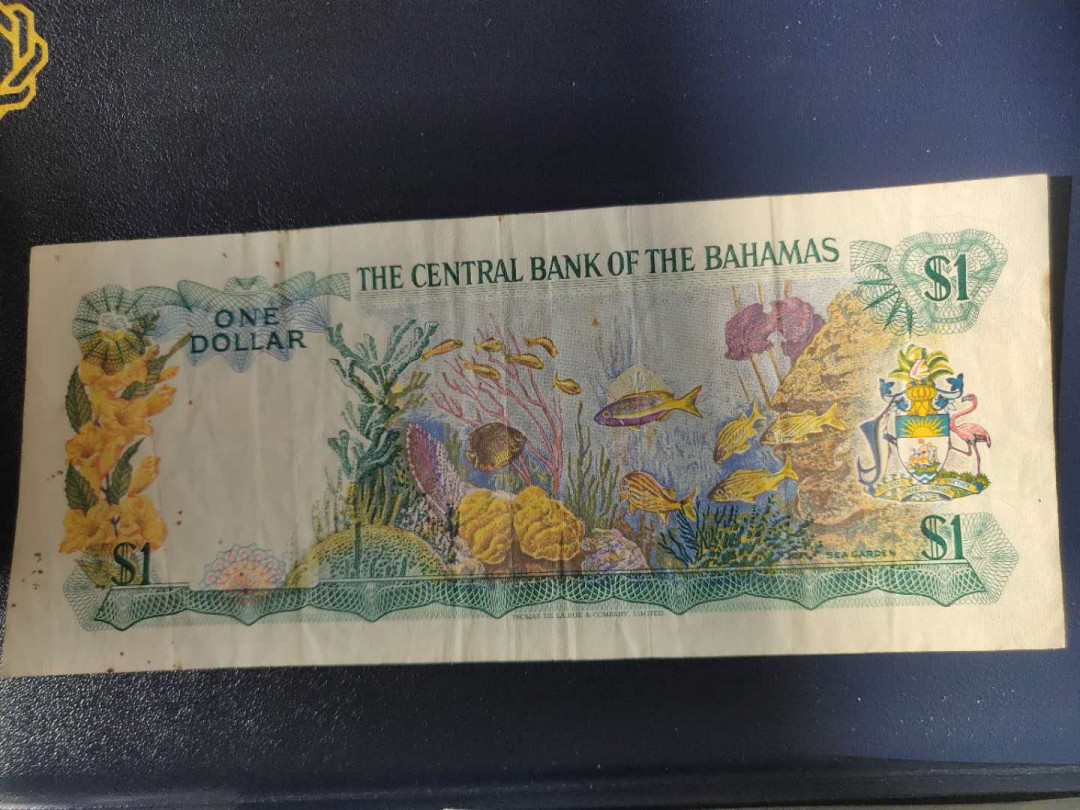 THE CENTRAL BANK OF THE BAHAMAS
$1
ONE
DOLLAR
SEA GARDEN
$1
$1
THOMAS DE LA RUE & COMPANY, LIMITED